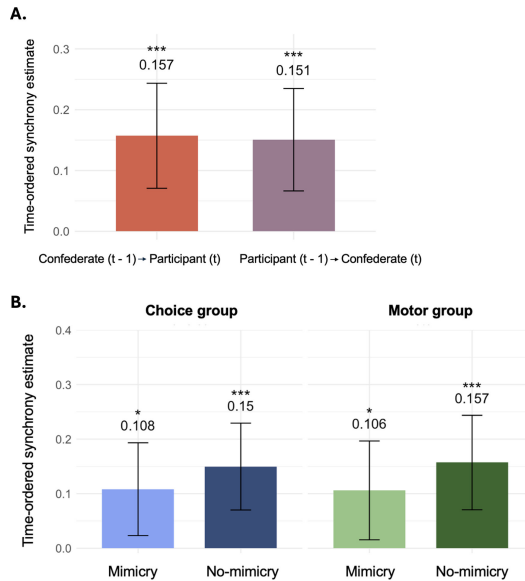 A.
Time-ordered synchrony estimate
0.3
0.2
0.1
0.0
***
0.157
***
0.151
Confederate (t - 1) → Participant (t)
Participant (t - 1) → Confederate (t)
B.
Choice group
Motor group
Time-ordered synchrony estimate
0.4
0.3
0.2
0.1
0.0
*
0.108
***
0.15
*
0.106
***
0.157
Mimicry
No-mimicry
Mimicry
No-mimicry